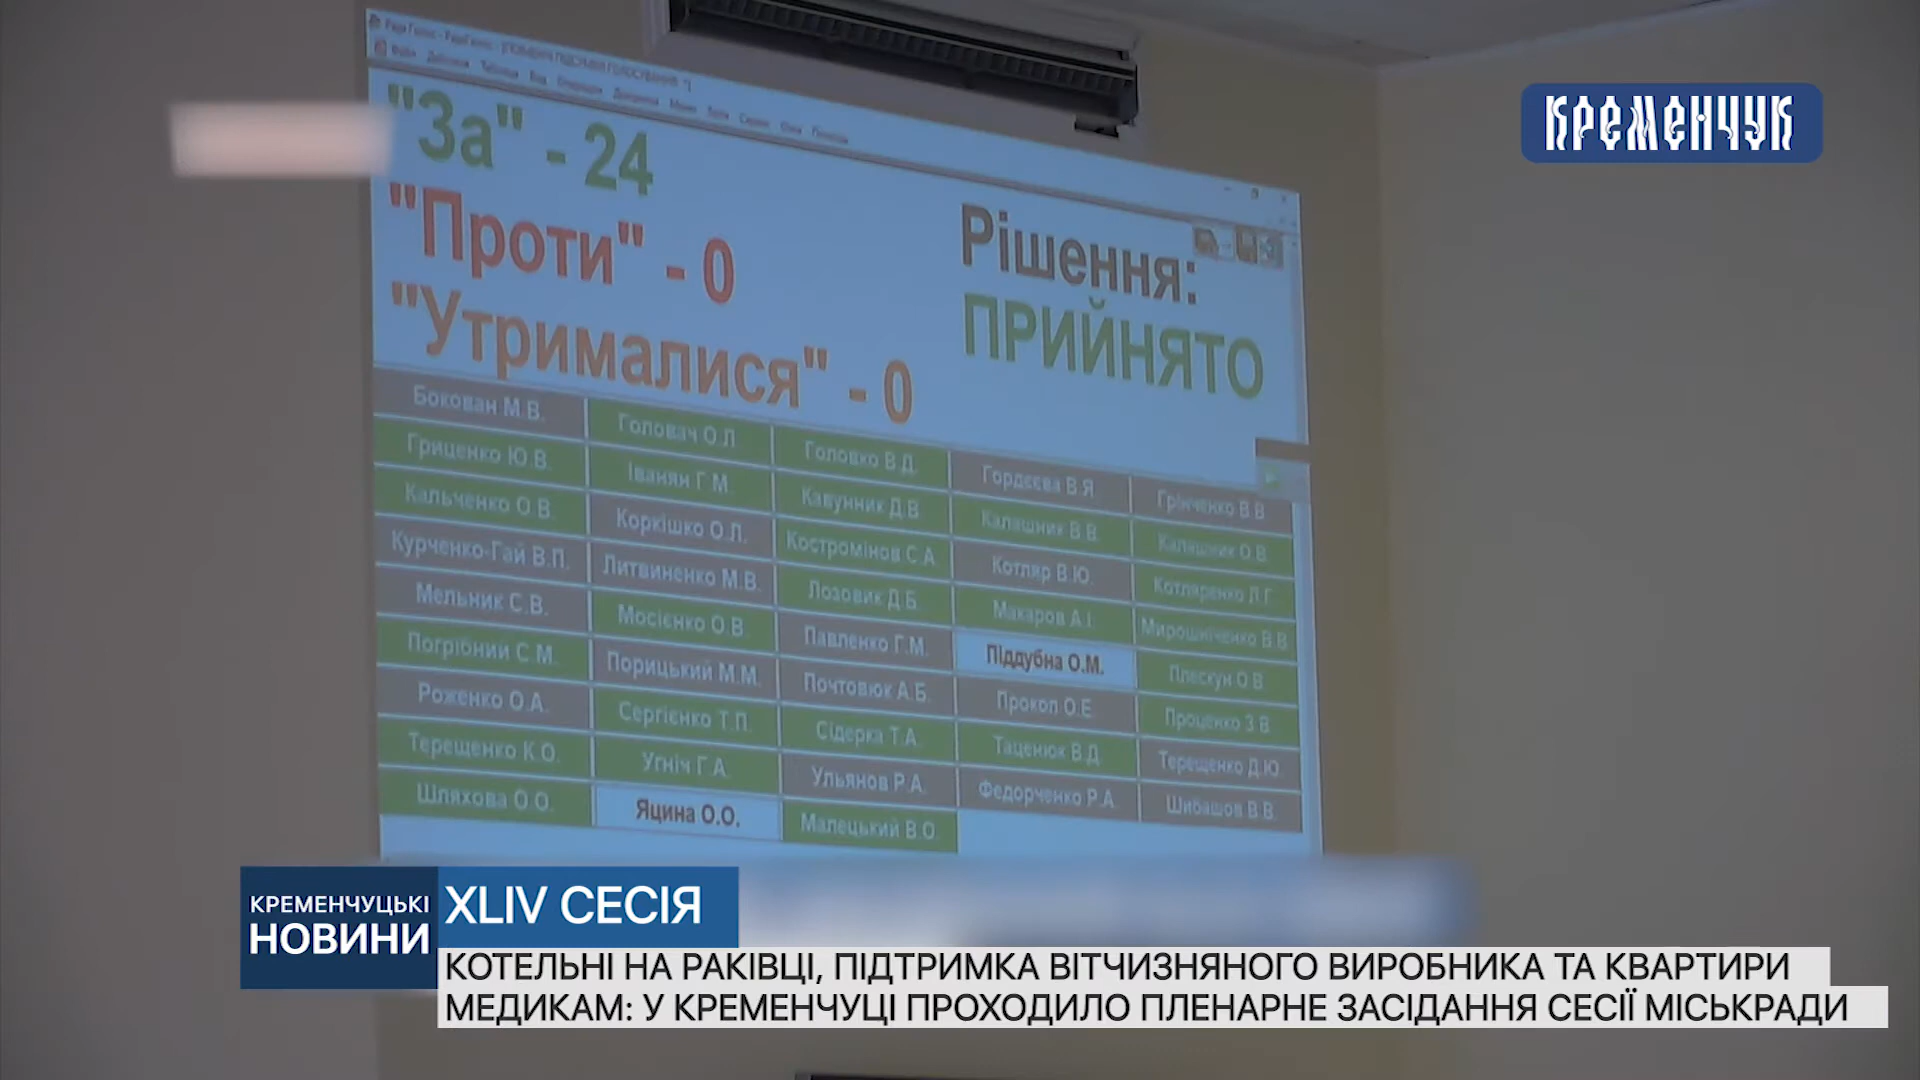 КРЕМЕНЧУК
"За" - 24
"Проти" - 0
"Утрималися" - 0
Рішення:
ПРИЙНЯТО
Бокован М.В. Головач О.Л. Головко В.Д. Гордєєва В.Я. Грінченко В.В.
Гриценко Ю.В. Іванян Г.М. Кавунник Д.В. Калашник В.В. Калашник О.В.
Кальченко О.В. Коркішко О.Л. Костромінов С.А. Котляр В.Ю. Котляренко Л.Г.
Курченко-Гай В.П. Литвиненко М.В. Лозовик Д.Б. Макаров А.І. Мирошніченко В.В.
Мельник С.В. Мосієнко О.В. Павленко Г.М. Піддубна О.М. Плескун О.В.
Погрібний С.М. Порицький М.М. Почтовюк А.Б. Прокоп О.Е. Проценко З.В.
Роженко О.А. Сергієнко Т.П. Сідерка Т.А. Таценюк В.Д. Терещенко Д.Ю.
Терещенко К.О. Угніч Г.А. Ульянов Р.А. Федорченко Р.А. Шибашов В.В.
Шляхова О.О. Яцина О.О. Малецький В.О.
КРЕМЕНЧУЦЬКІ
НОВИНИ
XLIV СЕСІЯ
КОТЕЛЬНІ НА РАКІВЦІ, ПІДТРИМКА ВІТЧИЗНЯНОГО ВИРОБНИКА ТА КВАРТИРИ
МЕДИКАМ: У КРЕМЕНЧУЦІ ПРОХОДИЛО ПЛЕНАРНЕ ЗАСІДАННЯ СЕСІЇ МІСЬКРАДИ